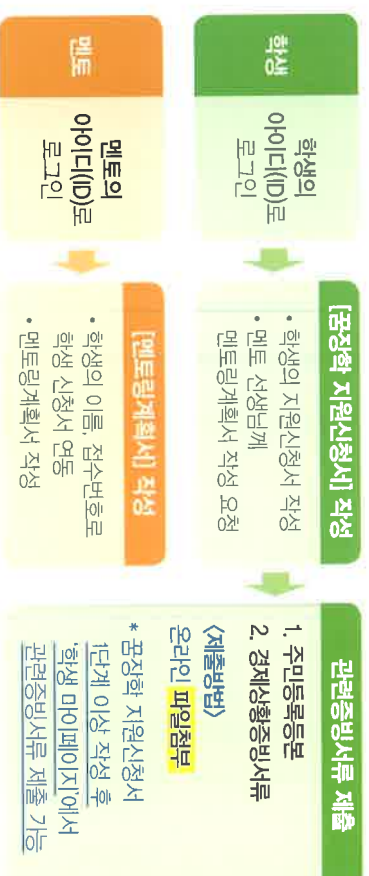 학생
학생의
아이디(ID)로
로그인
[꿈장학 지원신청서] 작성
• 학생의 지원신청서 작성
• 멘토 선생님께
멘토링계획서 작성 요청
멘토
멘토의
아이디(ID)로
로그인
[멘토링계획서] 작성
• 학생의 이름 접수번호로
학생 신청서 연동
• 멘토링계획서 작성
관련증빙서류 제출
1. 주민등록등본
2. 경제상황증빙서류
<제출방법>
온라인 파일첨부
* 꿈장학 지원신청서
1단계 이상 작성 후
'학생 마이페이지'에서
관련증빙서류 제출 가능